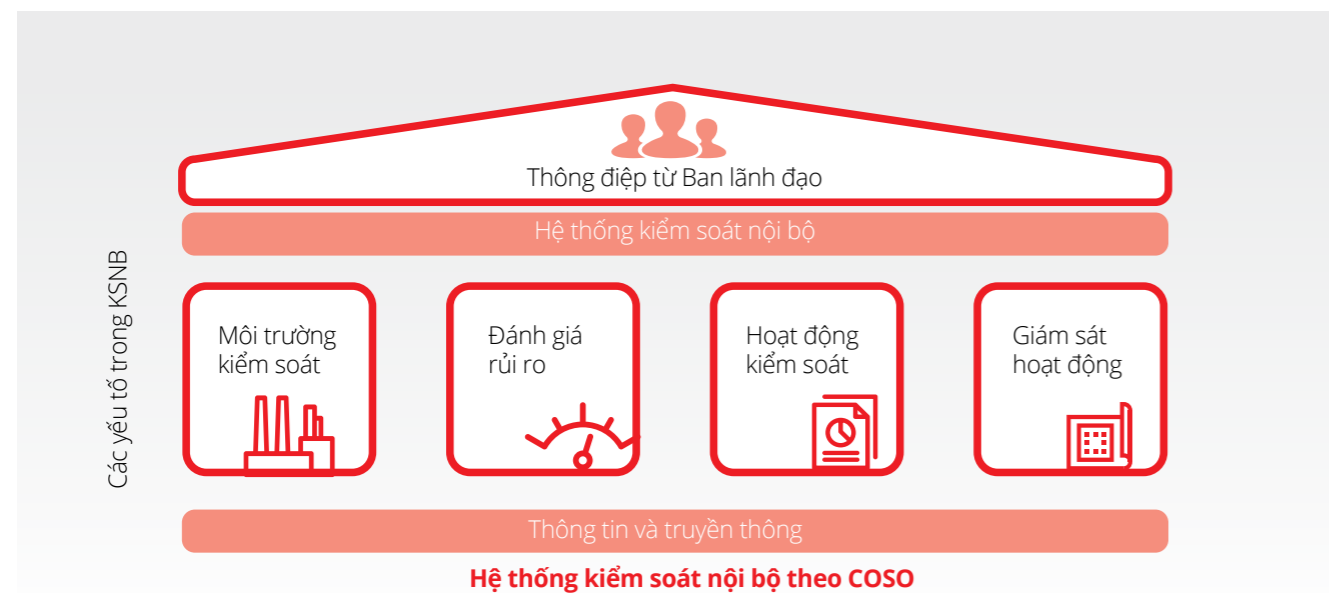 Thông điệp từ Ban lãnh đạo
Hệ thống kiểm soát nội bộ
Các yếu tố trong KSNB
Môi trường
kiểm soát
Đánh giá
rủi ro
Hoạt động
kiểm soát
Giám sát
hoạt động
Thông tin và truyền thông
Hệ thống kiểm soát nội bộ theo COSO